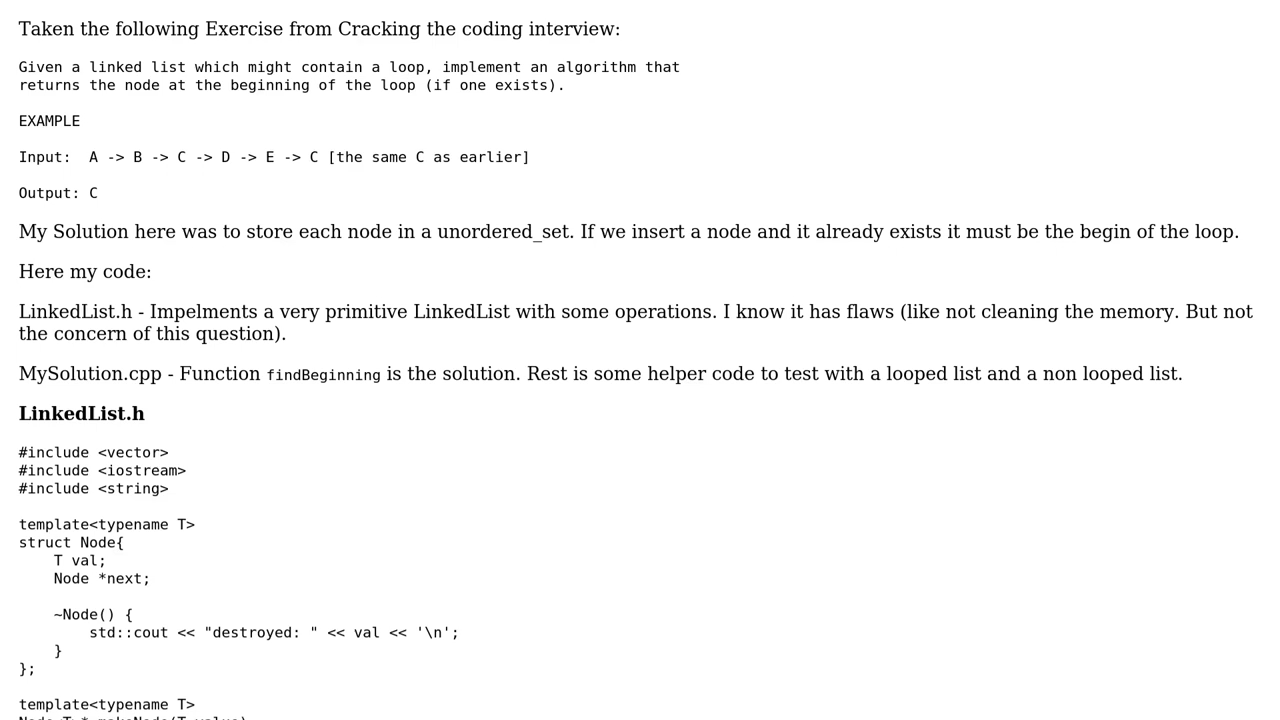 Taken the following Exercise from Cracking the coding interview:
Given a linked list which might contain a loop, implement an algorithm that
returns the node at the beginning of the loop (if one exists).
EXAMPLE
Input:  A -> B -> C -> D -> E -> C [the same C as earlier]
Output: C
My Solution here was to store each node in a unordered_set. If we insert a node and it already exists it must be the begin of the loop.
Here my code:
LinkedList.h - Impelments a very primitive LinkedList with some operations. I know it has flaws (like not cleaning the memory. But not
the concern of this question).
MySolution.cpp - Function findBeginning is the solution. Rest is some helper code to test with a looped list and a non looped list.
LinkedList.h
#include <vector>
#include <iostream>
#include <string>
template<typename T>
struct Node{
    T val;
    Node *next;
    ~Node() {
        std::cout << "destroyed: " << val << '\n';
    }
};
template<typename T>
Node<T>* makeNode(T value)